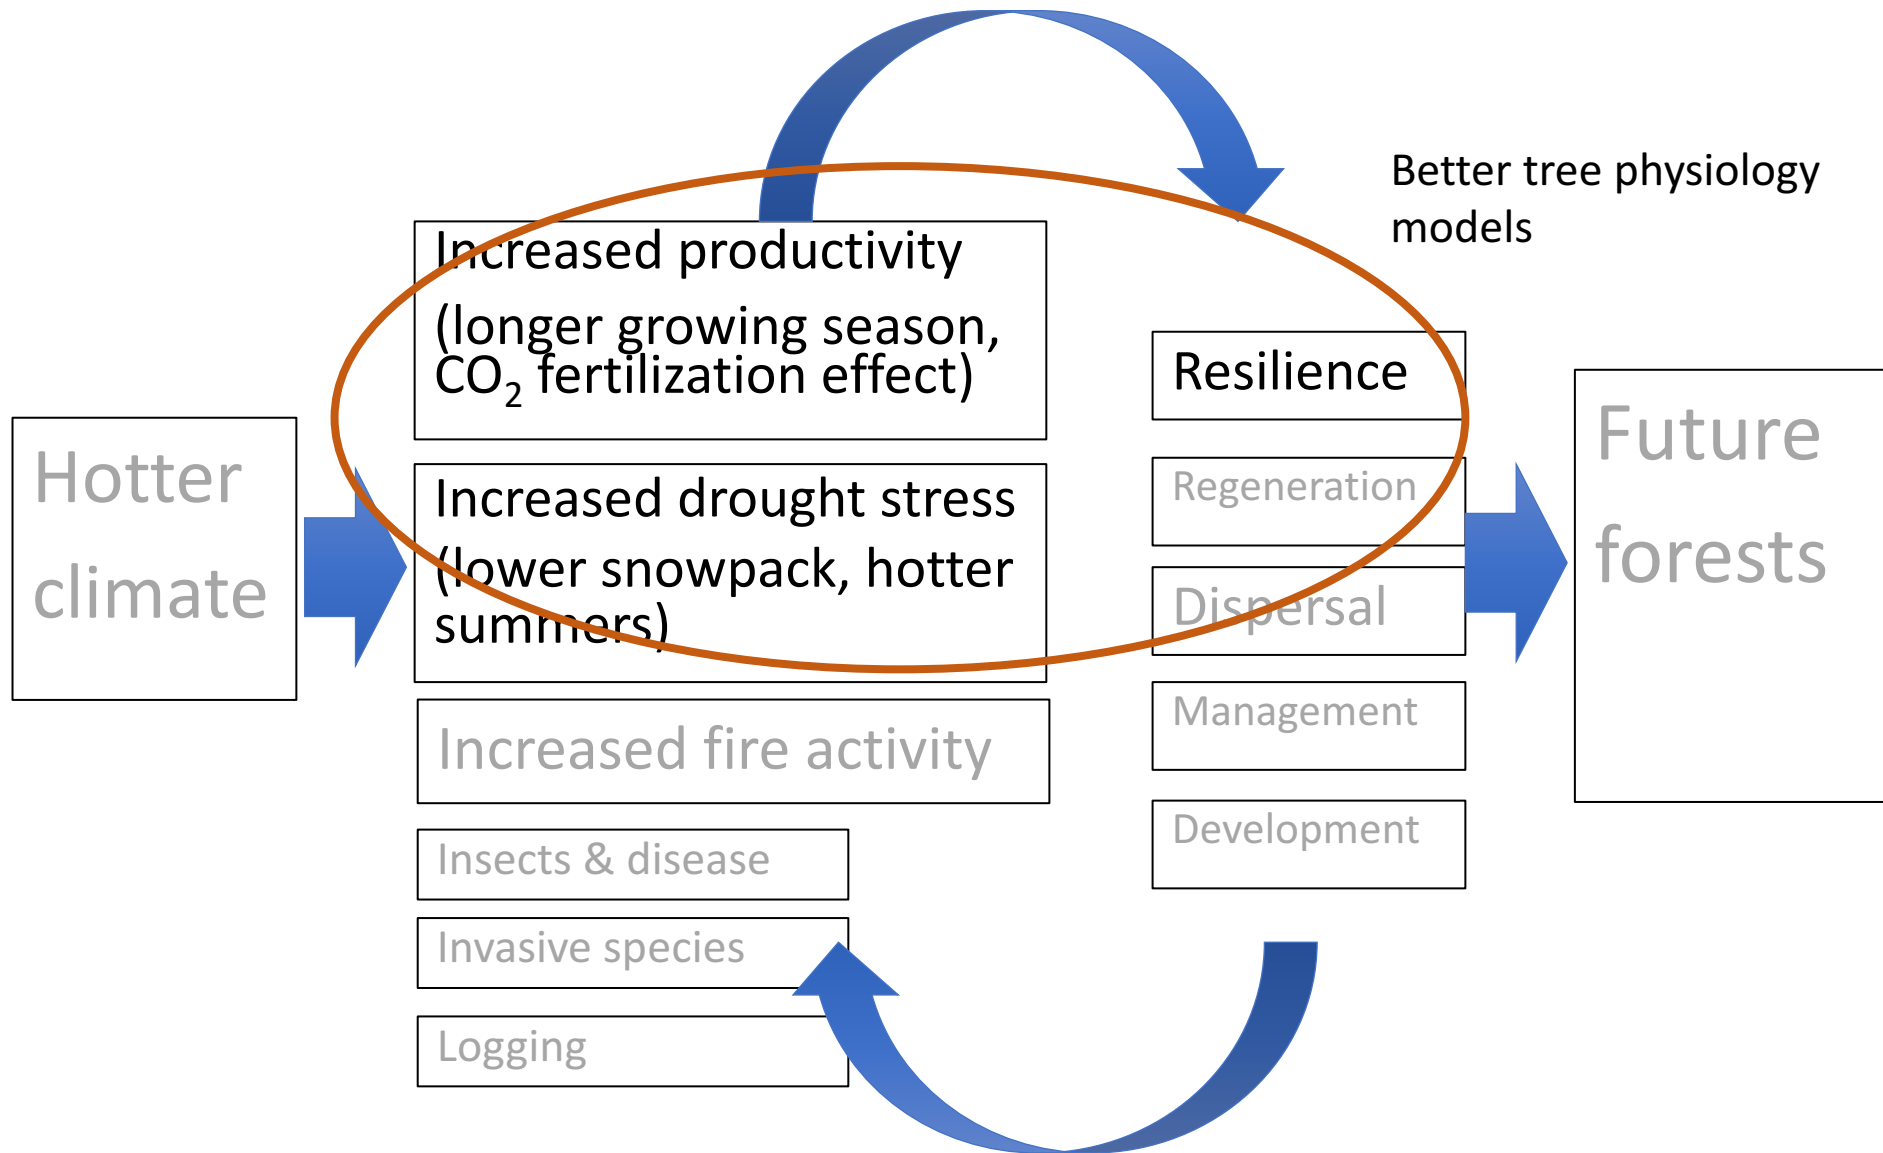 Better tree physiology
models
Hotter
climate
Increased productivity
(longer growing season,
CO₂ fertilization effect)
Increased drought stress
(lower snowpack, hotter
summers)
Increased fire activity
Insects & disease
Invasive species
Logging
Resilience
Regeneration
Dispersal
Management
Development
Future
forests